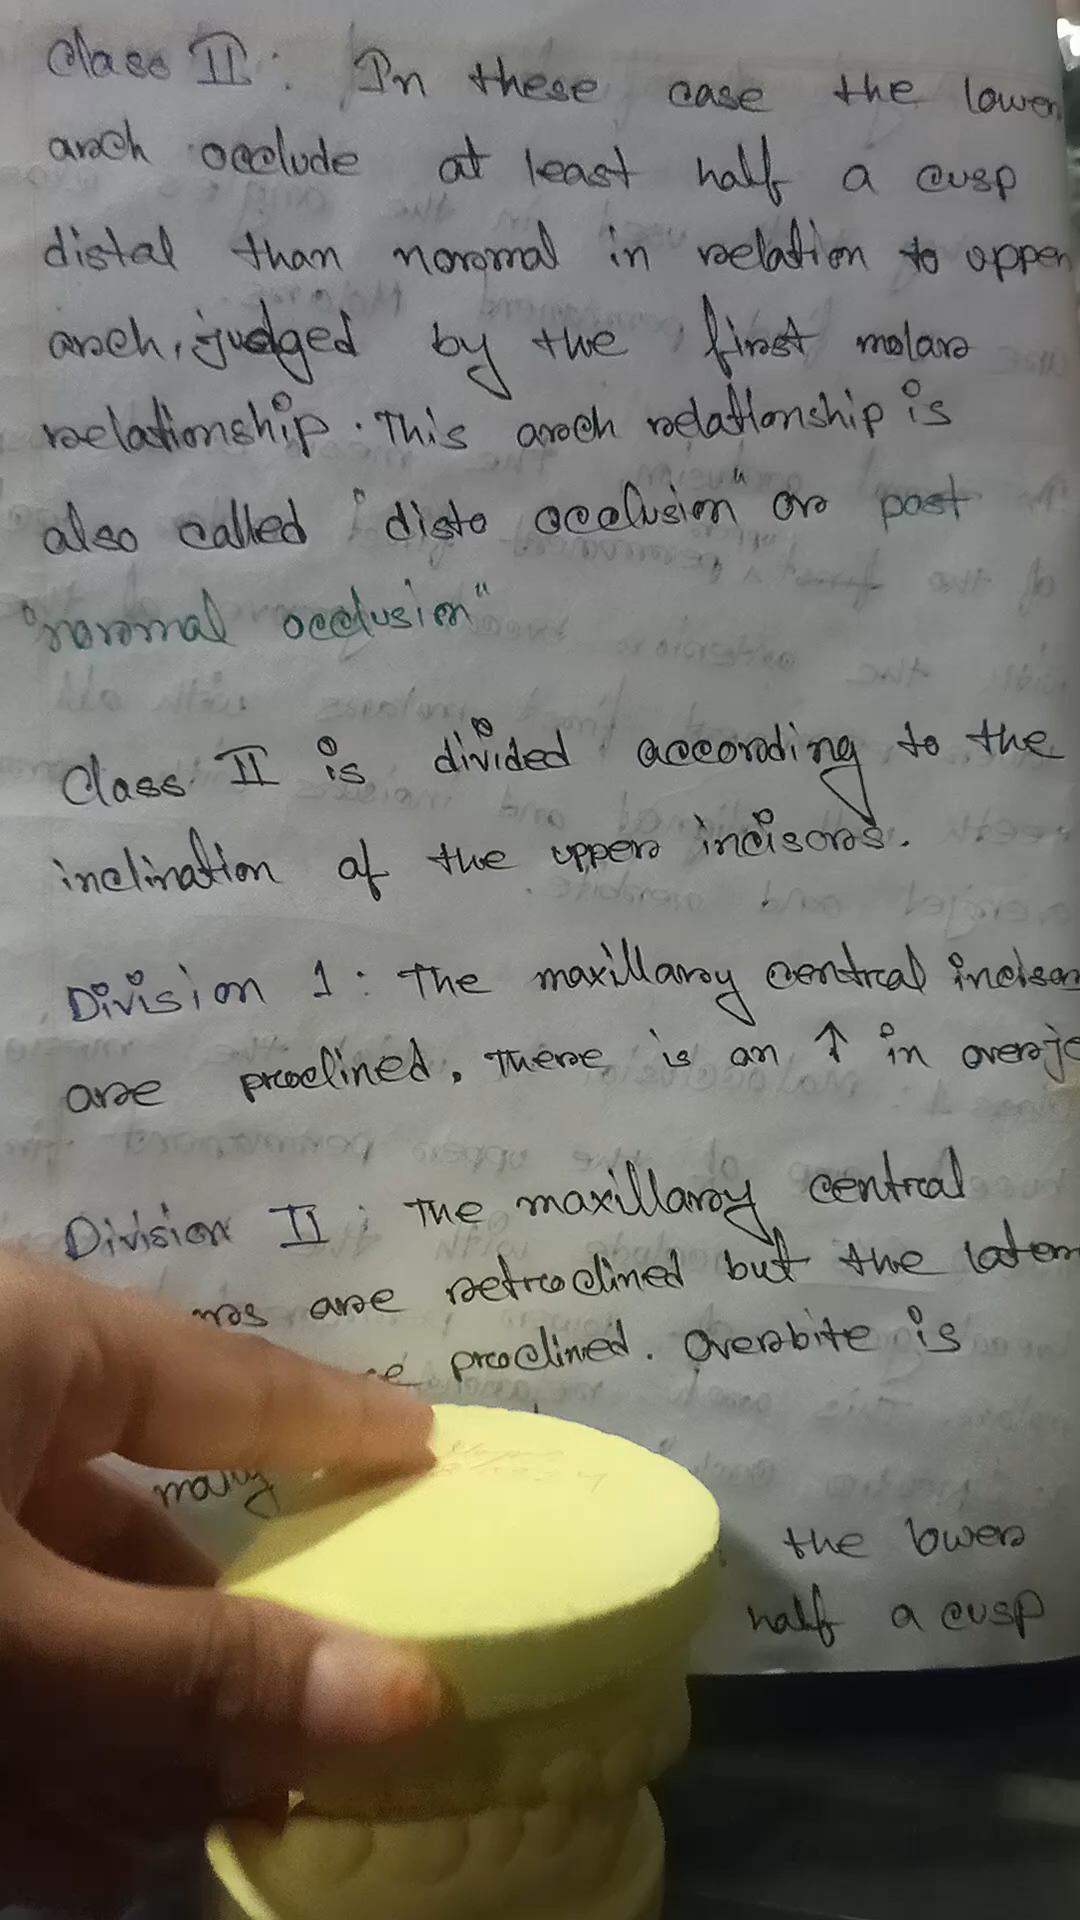 Class II : In these case the lower
arch occlude at least half a cusp
distal than normal in relation to upper
arch, judged by the first molar
relationship. This arch relationship is
also called "disto occlusion" or post
"normal occlusion"
Class II is divided according to the
inclination of the upper incisors.
Division 1 : The maxillary central incisor
are proclined. There is an ↑ in overje
Division II : The maxillary central
are retroclined but the later
proclined. Overbite is
many
the lower
half a cusp